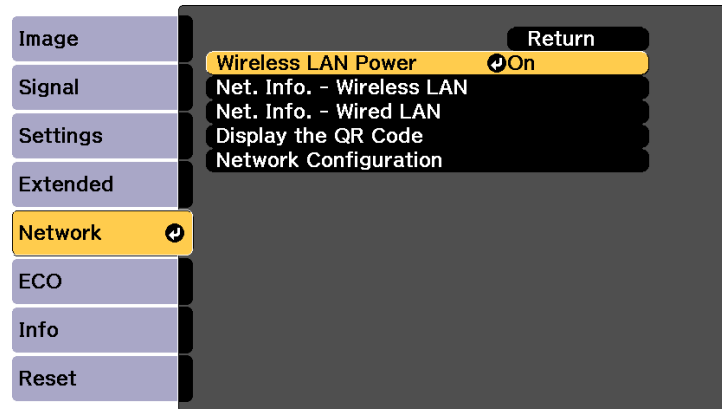 Image
Signal
Settings
Extended
Network
ECO
Info
Reset
Return
Wireless LAN Power On
Net. Info. - Wireless LAN
Net. Info. - Wired LAN
Display the QR Code
Network Configuration